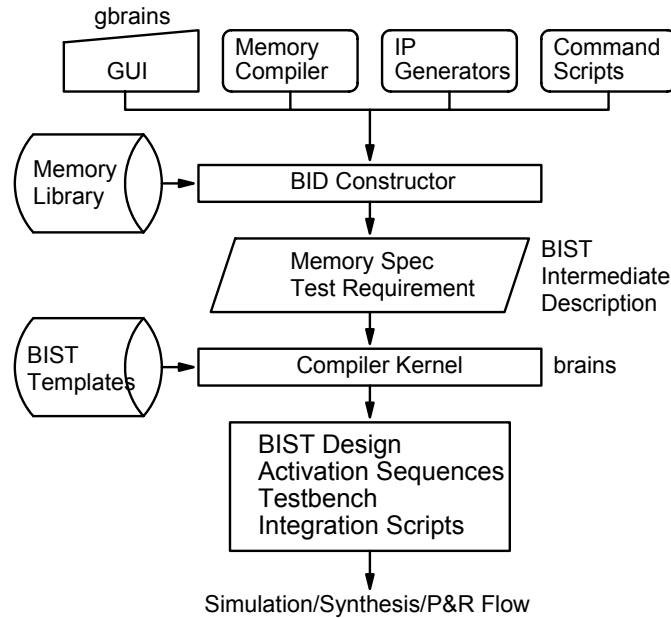 gbrains
GUI
Memory
Compiler
IP
Generators
Command
Scripts
Memory
Library
BID Constructor
Memory Spec
Test Requirement
BIST
Intermediate
Description
BIST
Templates
Compiler Kernel
brains
BIST Design
Activation Sequences
Testbench
Integration Scripts
Simulation/Synthesis/P&R Flow